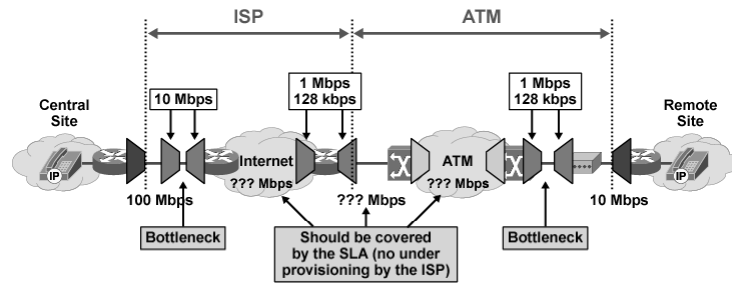 ISP
ATM
Central
Site
10 Mbps
1 Mbps
128 kbps
1 Mbps
128 kbps
Remote
Site
IP
Internet
??? Mbps
ATM
??? Mbps
IP
100 Mbps
??? Mbps
10 Mbps
Bottleneck
Should be covered
by the SLA (no under
provisioning by the ISP)
Bottleneck